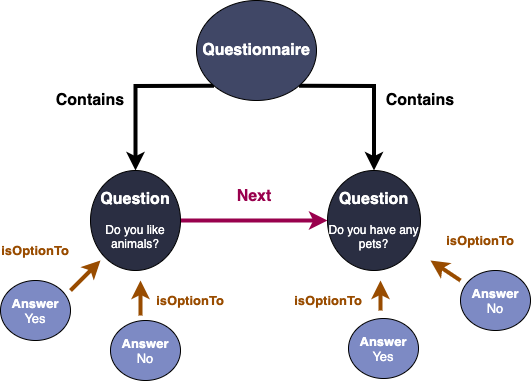 Questionnaire
Contains
Contains
Question
Do you like
animals?
Next
Question
Do you have any
pets?
isOptionTo
isOptionTo
Answer
Yes
isOptionTo
Answer
No
isOptionTo
Answer
Yes
Answer
No